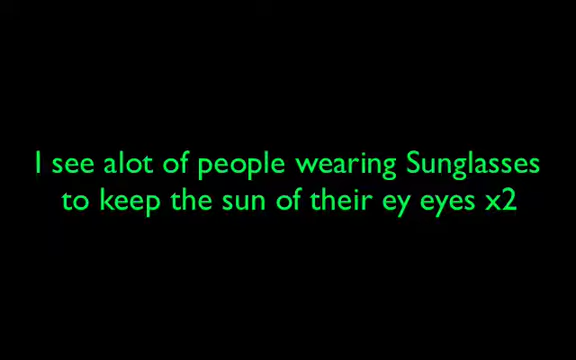 I see alot of people wearing Sunglasses
to keep the sun of their ey eyes x2